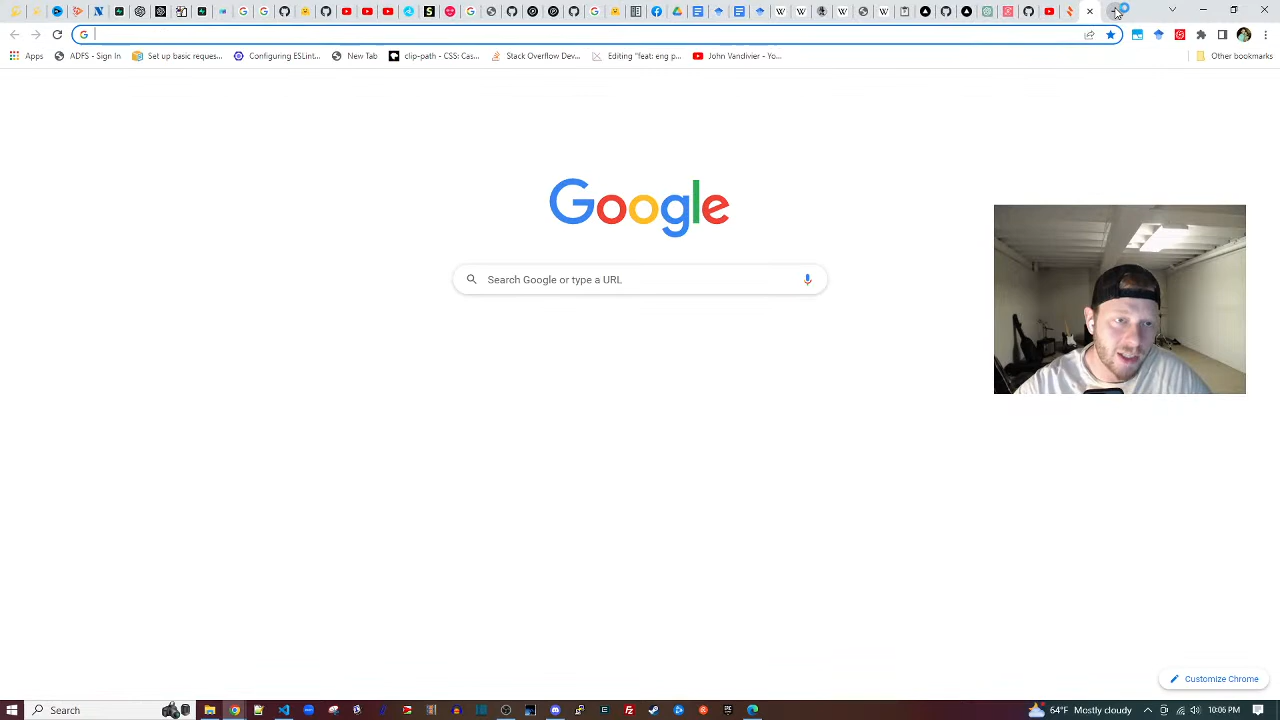 Apps
ADFS - Sign In
Set up basic reques...
Configuring ESLint...
New Tab
clip-path - CSS: Cas...
Stack Overflow Dev...
Editing "feat: eng p...
John Vandivier - Yo...
Other bookmarks
Google
Search Google or type a URL
Customize Chrome
Search
64°F Mostly cloudy
10:06 PM